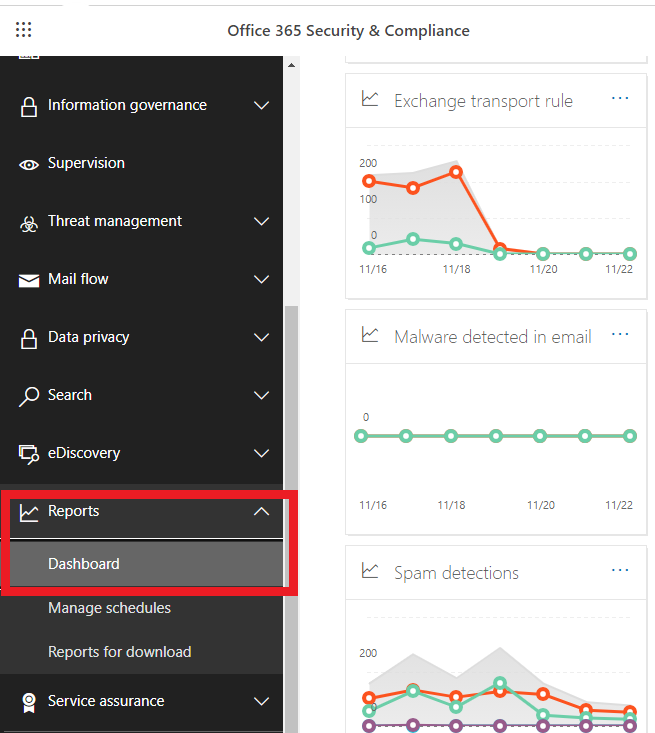 Office 365 Security & Compliance
Information governance
Supervision
Threat management
Mail flow
Data privacy
Search
eDiscovery
Reports
Dashboard
Manage schedules
Reports for download
Service assurance
Exchange transport rule
200
100
0
11/16 11/18 11/20 11/22
Malware detected in email
0
11/16 11/18 11/20 11/22
Spam detections
200
0